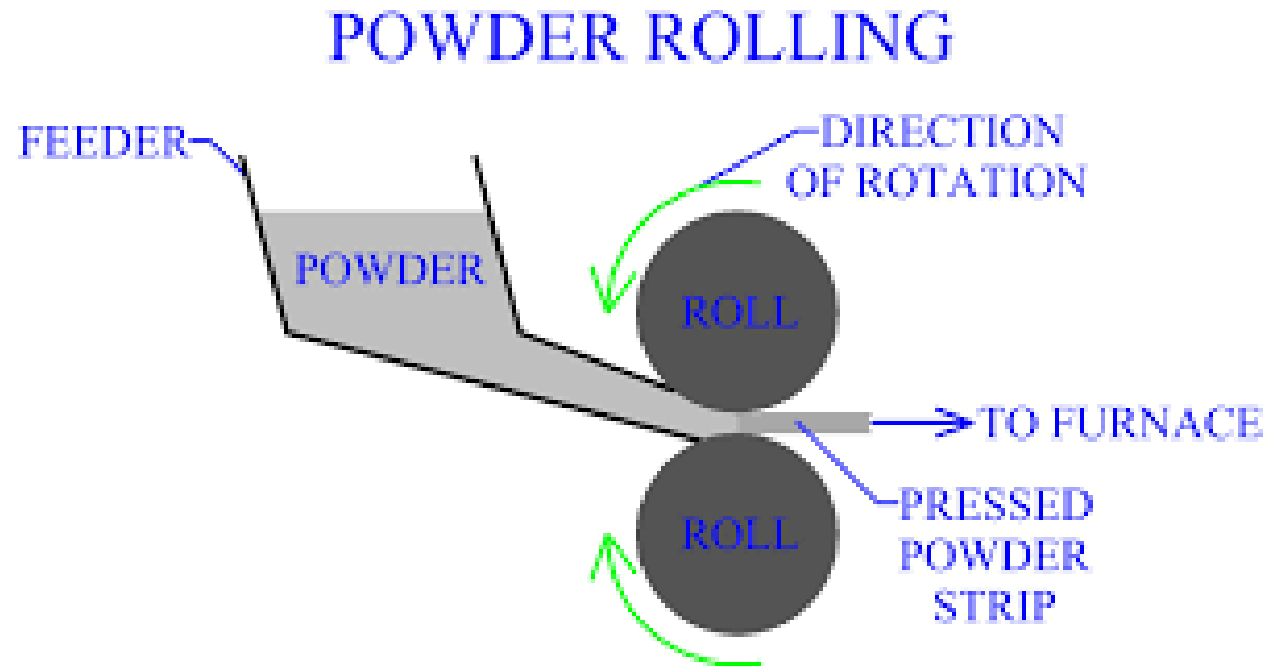 POWDER ROLLING
FEEDER
DIRECTION
OF ROTATION
POWDER
ROLL
TO FURNACE
PRESSED
POWDER
STRIP
ROLL